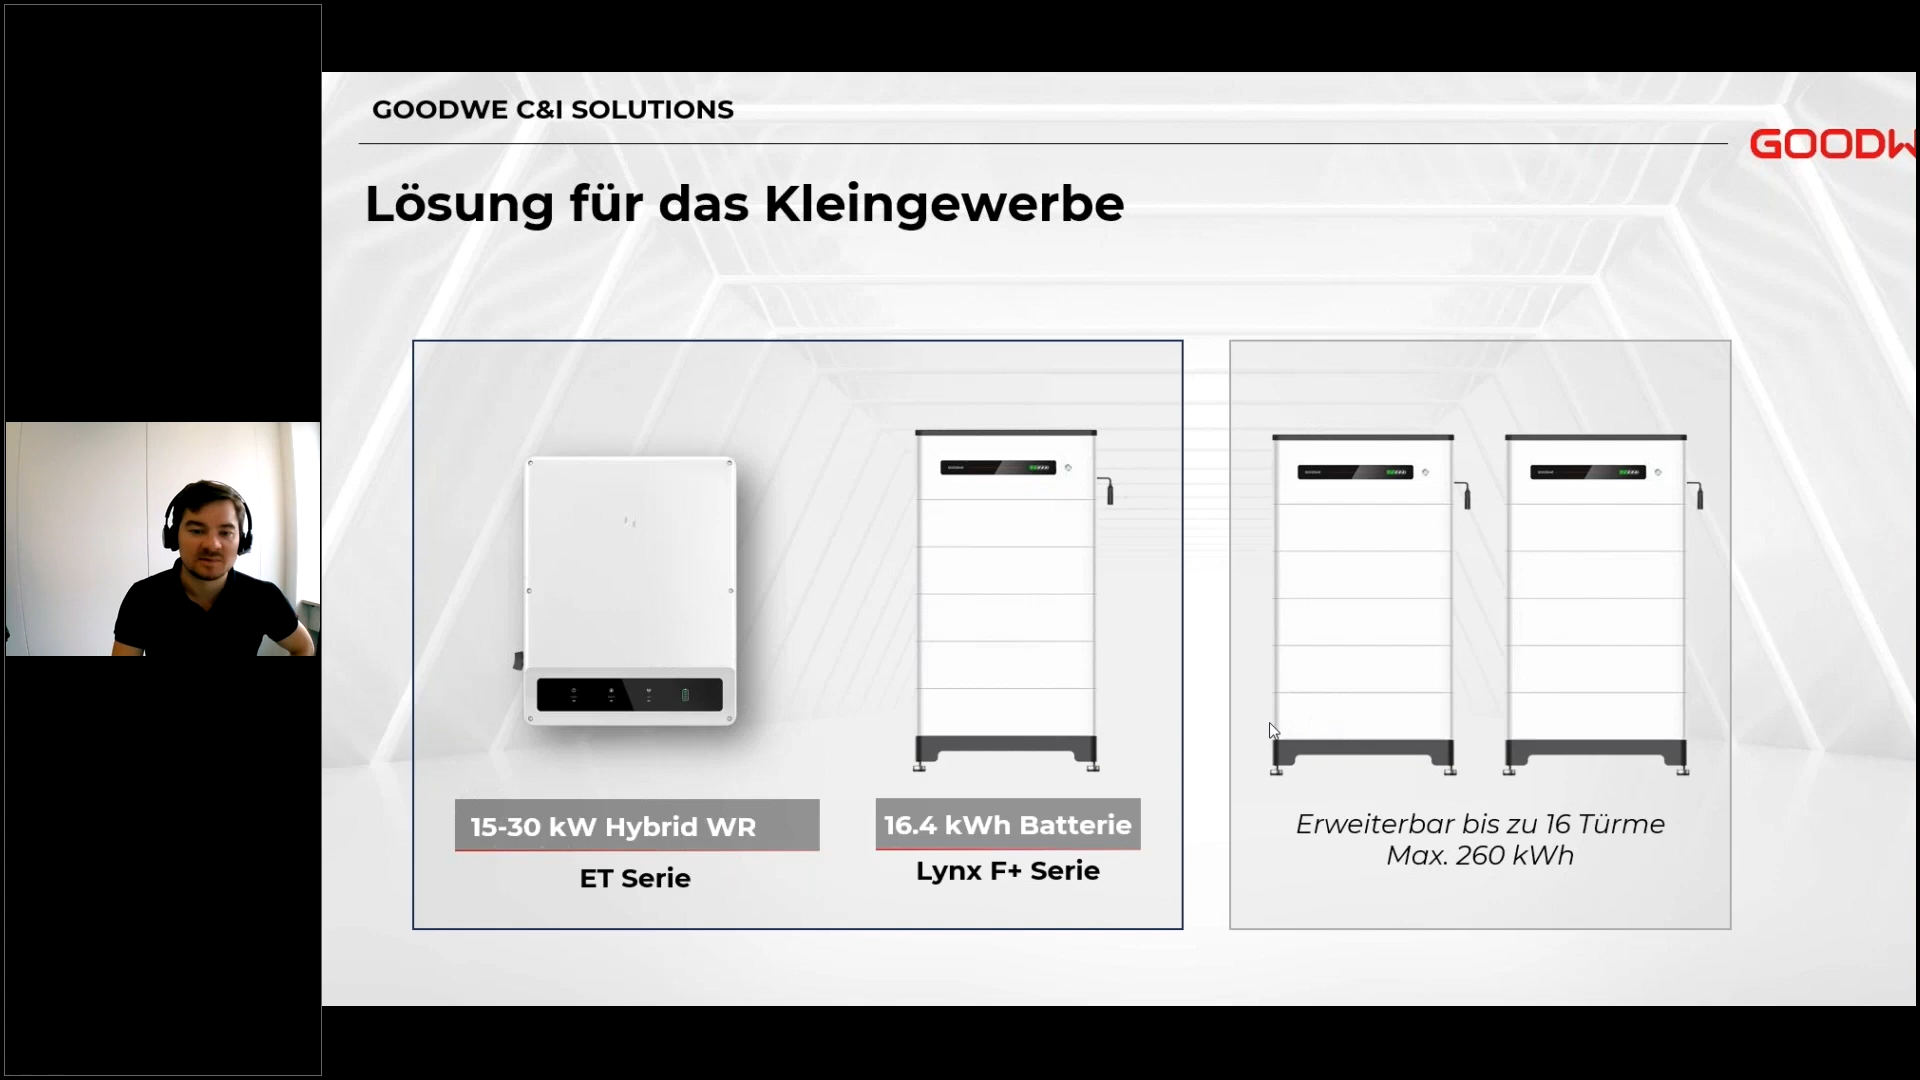 GOODWE C&I SOLUTIONS
GOODW
Lösung für das Kleingewerbe
15-30 kW Hybrid WR
ET Serie
16.4 kWh Batterie
Lynx F+ Serie
Erweiterbar bis zu 16 Türme
Max. 260 kWh